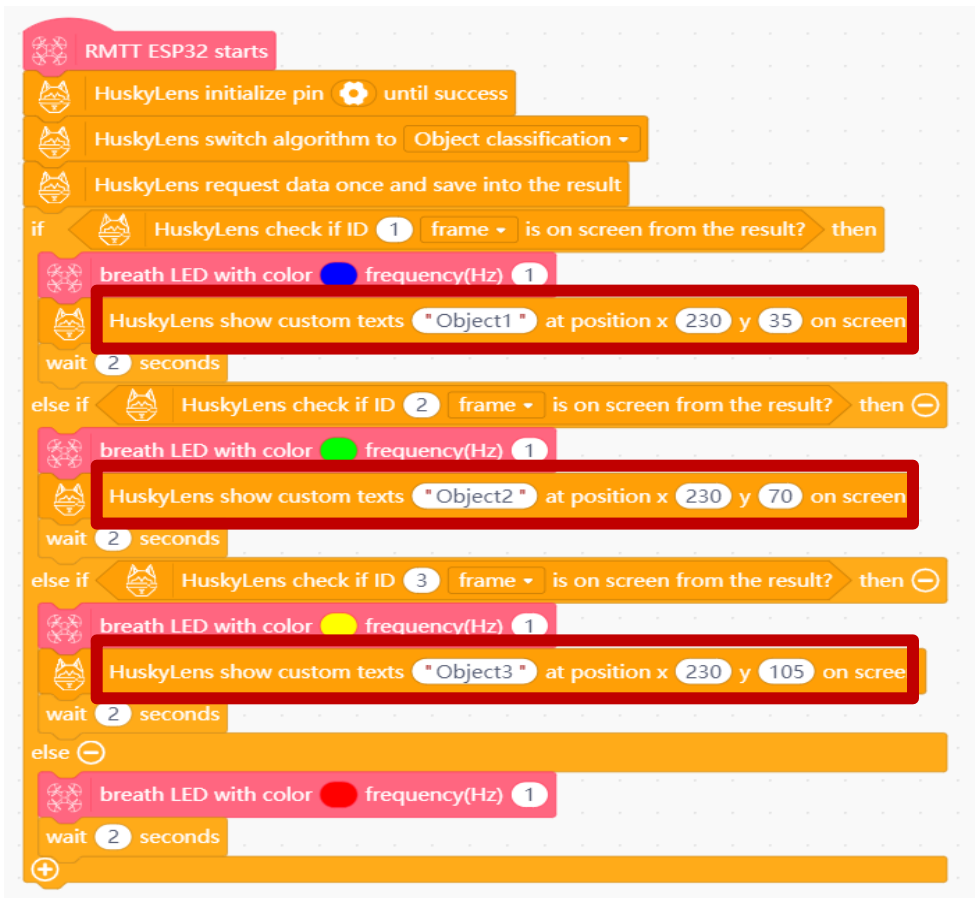 RMTT ESP32 starts
HuskyLens initialize pin until success
HuskyLens switch algorithm to Object classification
HuskyLens request data once and save into the result
if HuskyLens check if ID 1 frame is on screen from the result? then
breath LED with color frequency(Hz) 1
HuskyLens show custom texts "Object1" at position x 230 y 35 on screen
wait 2 seconds
else if HuskyLens check if ID 2 frame is on screen from the result? then
breath LED with color frequency(Hz) 1
HuskyLens show custom texts "Object2" at position x 230 y 70 on screen
wait 2 seconds
else if HuskyLens check if ID 3 frame is on screen from the result? then
breath LED with color frequency(Hz) 1
HuskyLens show custom texts "Object3" at position x 230 y 105 on scree
wait 2 seconds
else
breath LED with color frequency(Hz) 1
wait 2 seconds